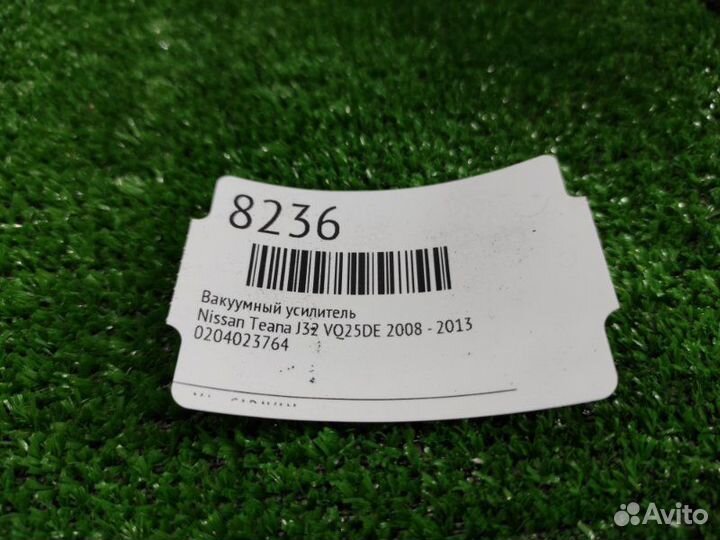 8236
Вакуумный усилитель
Nissan Teana J32 VQ25DE 2008 - 2013
0204023764
Avito